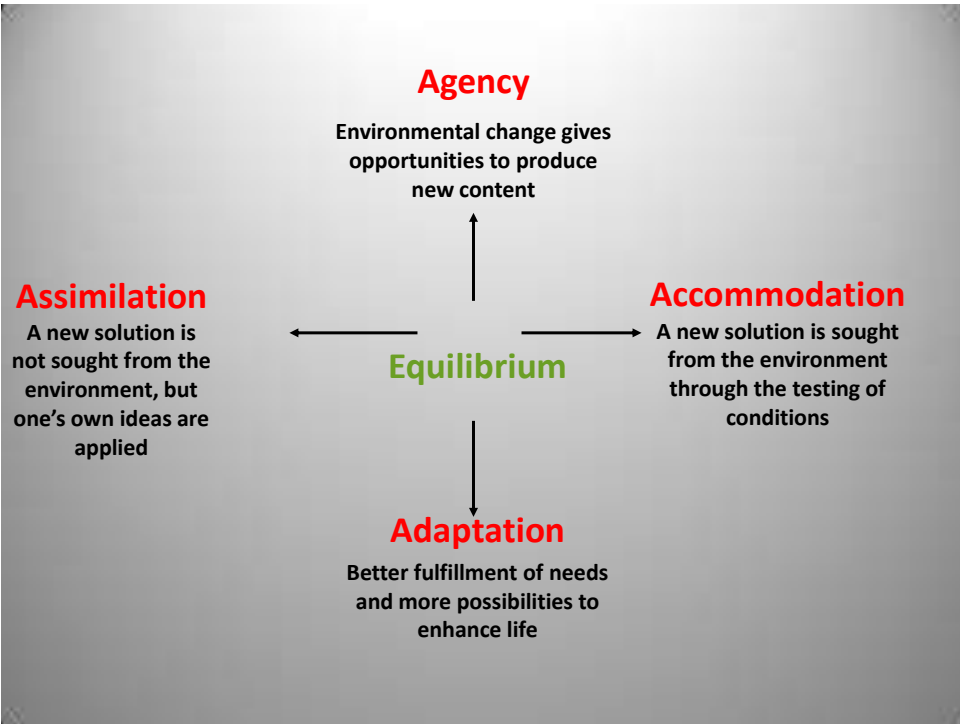 Agency
Environmental change gives
opportunities to produce
new content
Assimilation
A new solution is
not sought from the
environment, but
one’s own ideas are
applied
Equilibrium
Accommodation
A new solution is sought
from the environment
through the testing of
conditions
Adaptation
Better fulfillment of needs
and more possibilities to
enhance life